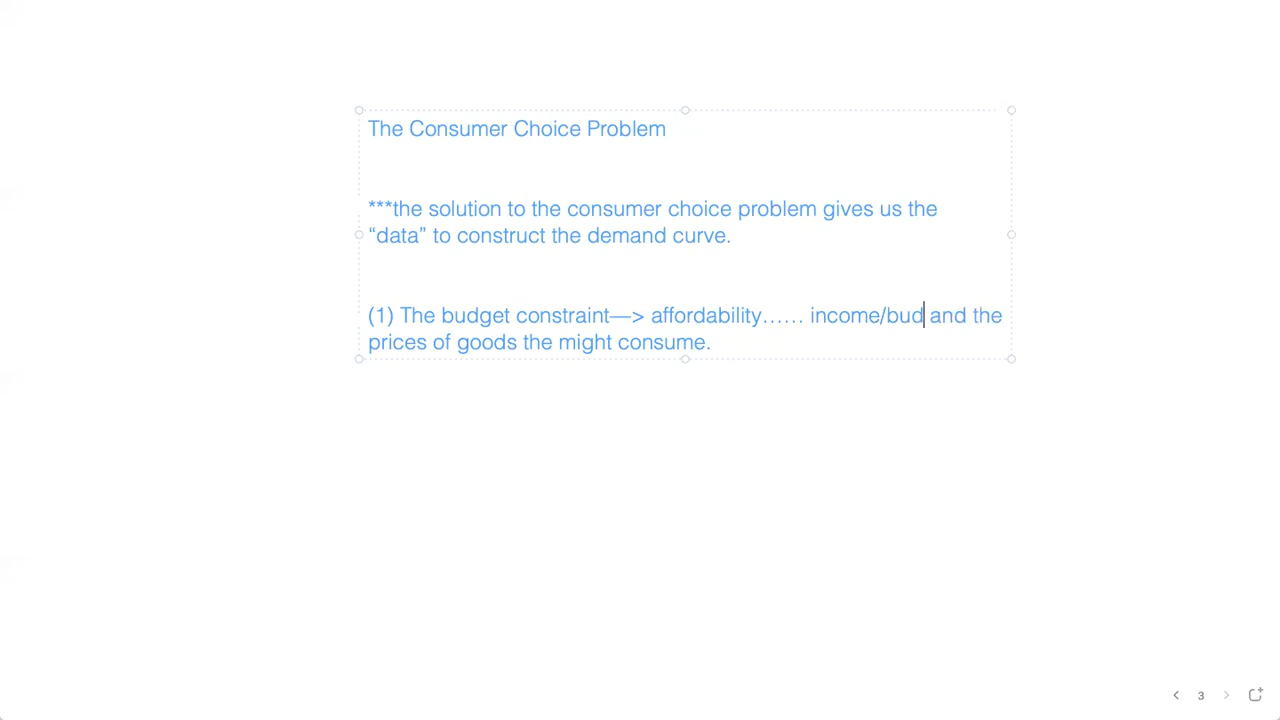 The Consumer Choice Problem
***the solution to the consumer choice problem gives us the
“data” to construct the demand curve.
(1) The budget constraint—> affordability…… income/bud and the
prices of goods the might consume.
3